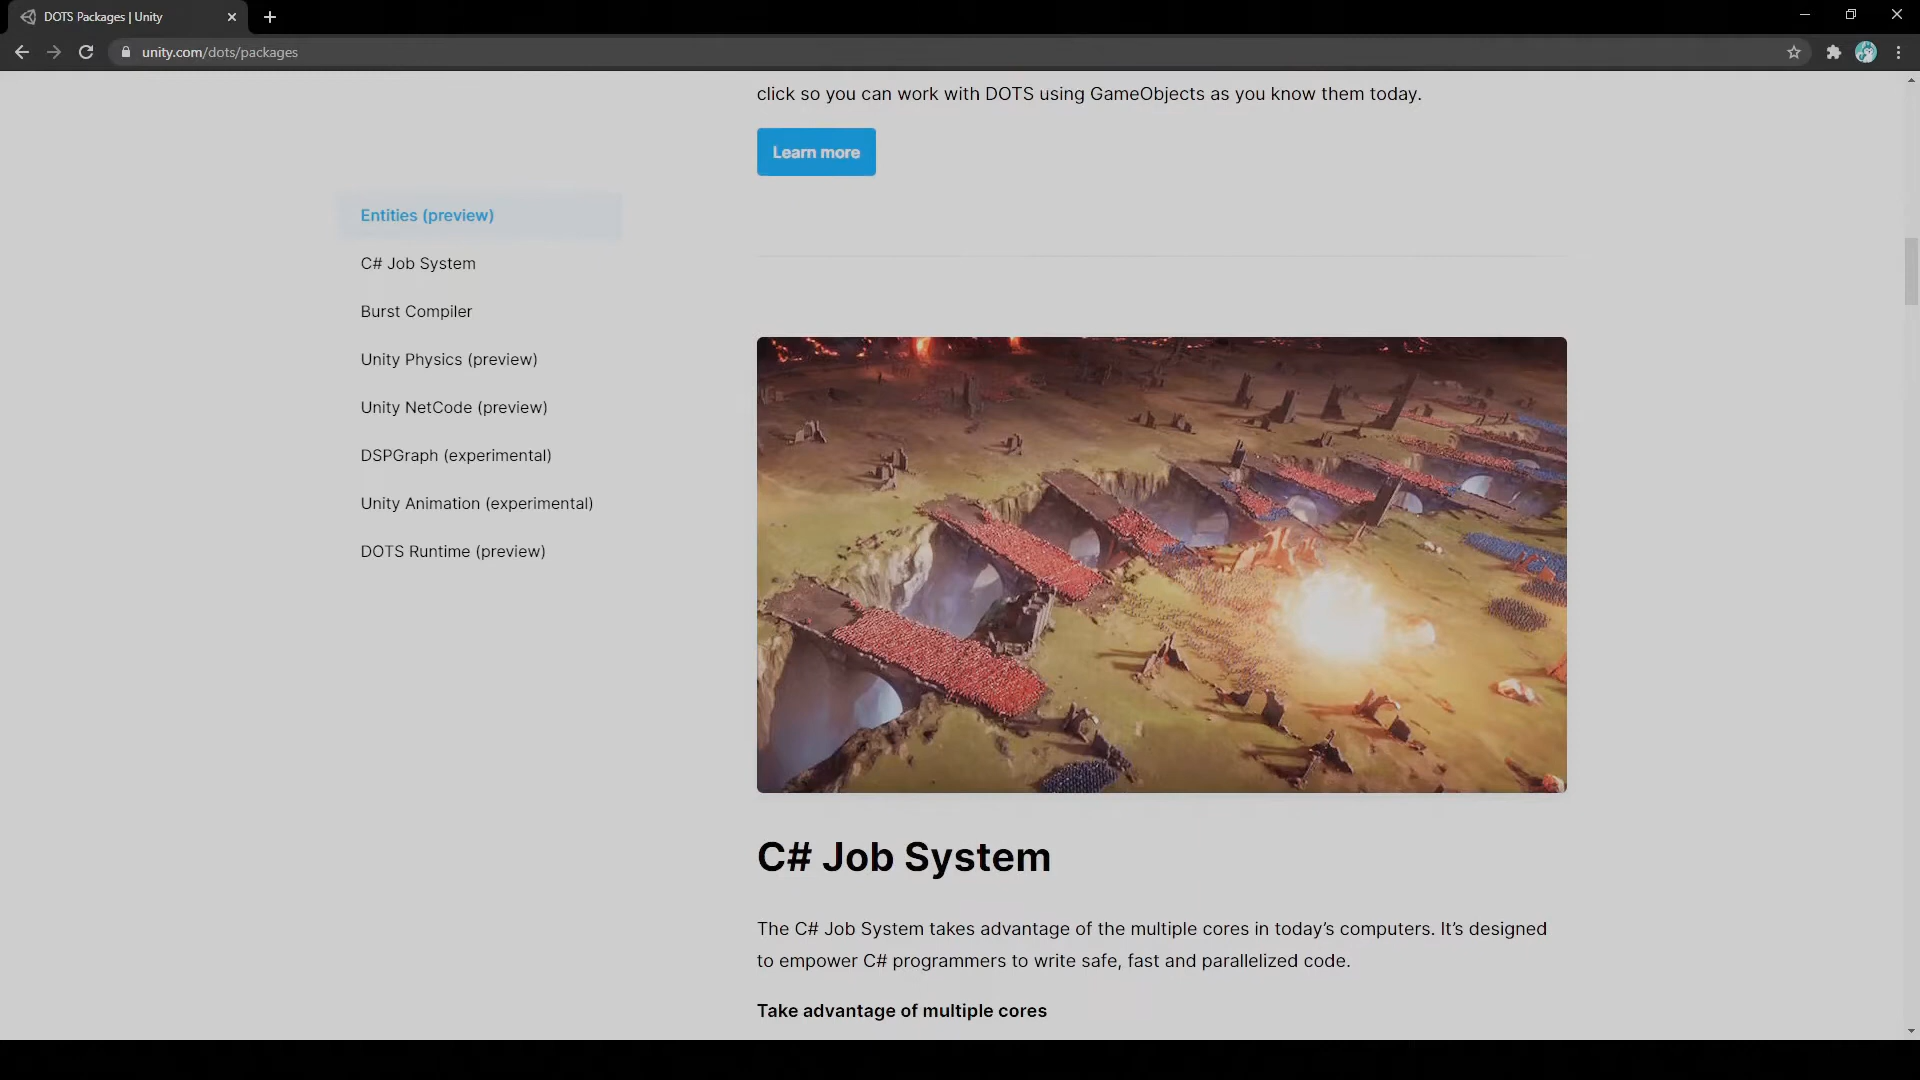 DOTS Packages | Unity
unity.com/dots/packages
click so you can work with DOTS using GameObjects as you know them today.
Learn more
Entities (preview)
C# Job System
Burst Compiler
Unity Physics (preview)
Unity NetCode (preview)
DSPGraph (experimental)
Unity Animation (experimental)
DOTS Runtime (preview)
C# Job System
The C# Job System takes advantage of the multiple cores in today’s computers. It’s designed
to empower C# programmers to write safe, fast and parallelized code.
Take advantage of multiple cores